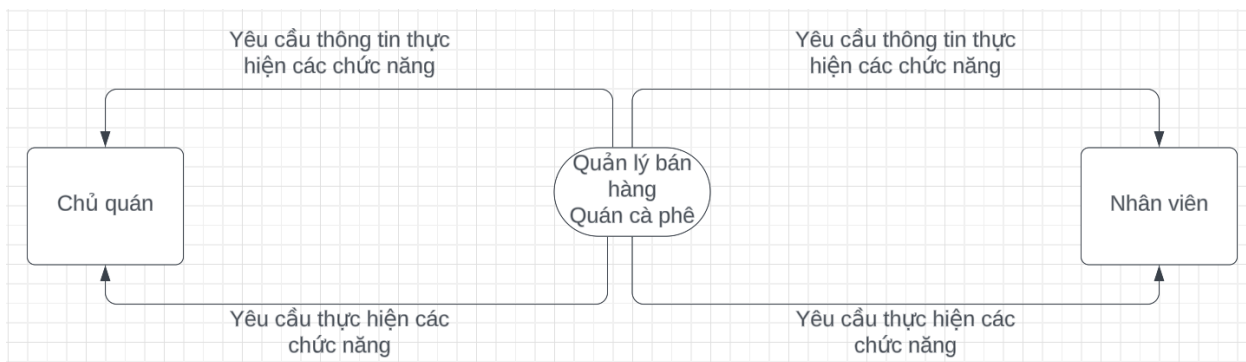 Yêu cầu thông tin thực
hiện các chức năng
Yêu cầu thông tin thực
hiện các chức năng
Chủ quán
Quản lý bán
hàng
Quán cà phê
Nhân viên
Yêu cầu thực hiện các
chức năng
Yêu cầu thực hiện các
chức năng